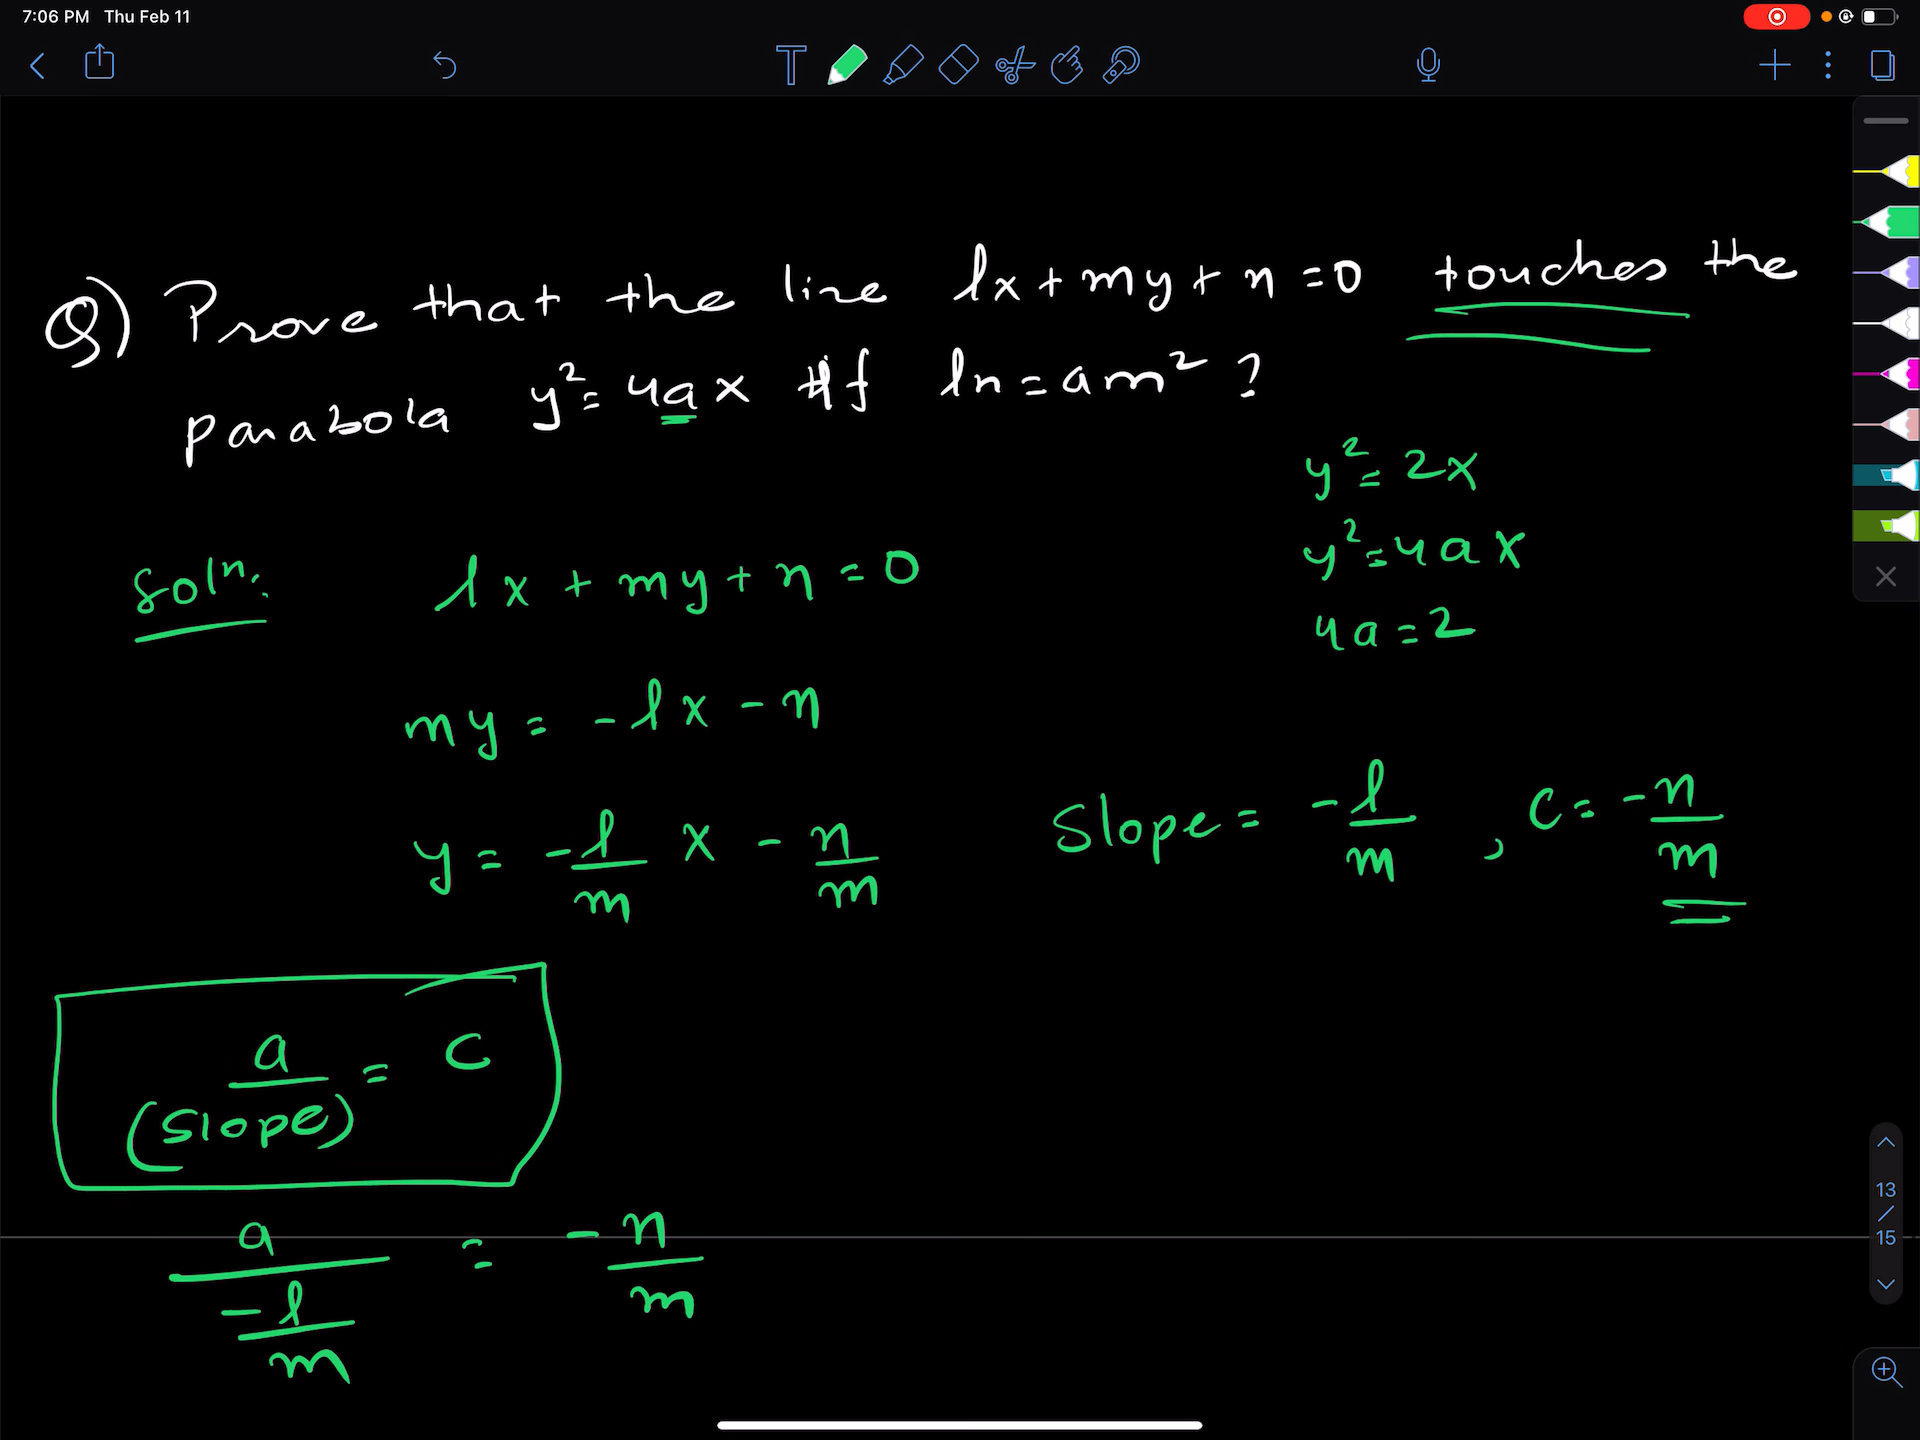 7:06 PM Thu Feb 11
Q) Prove that the line lx + my + n = 0 touches the
parabola y² = 4ax if ln = am² ?
y² = 2x
y² = 4ax
4a = 2
Soln: lx + my + n = 0
my = -lx - n
y = -l/m x - n/m Slope = -l/m , C = -n/m
a/(Slope) = C
a/(-l/m) = -n/m
13
/
15